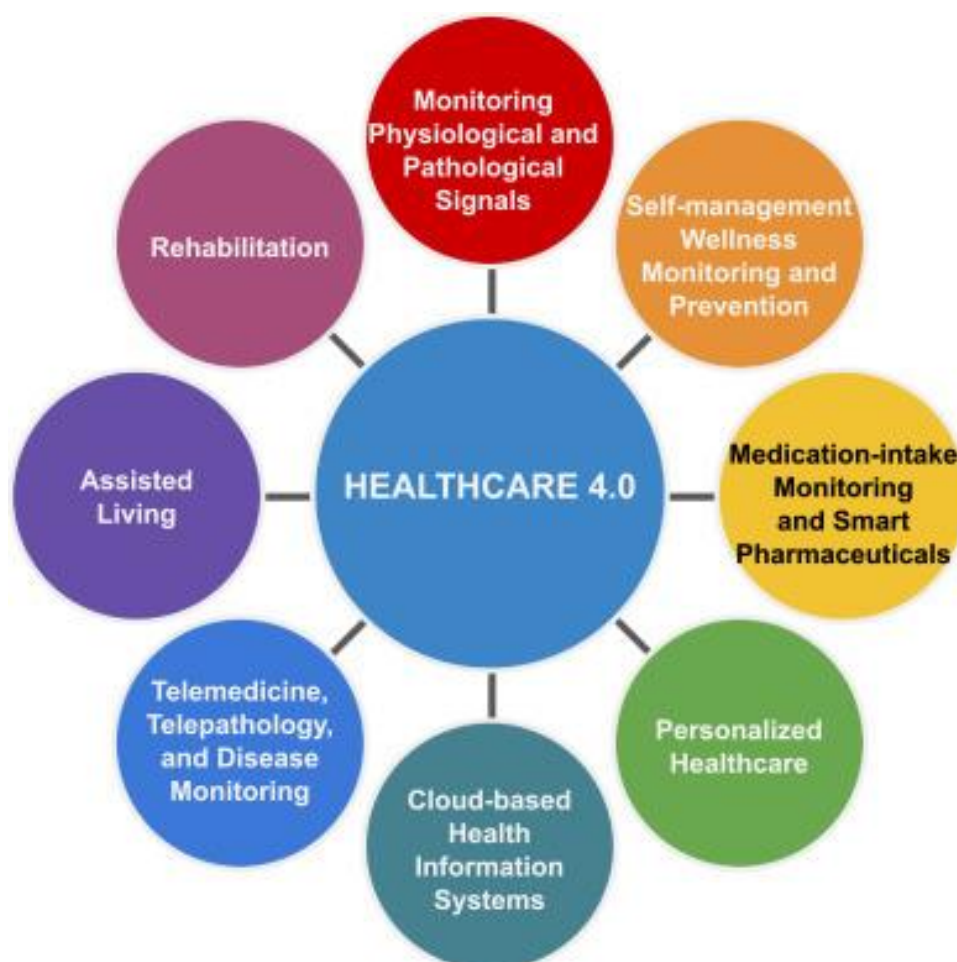 Monitoring
Physiological and
Pathological
Signals
Self-management
Wellness
Monitoring and
Prevention
Medication-intake
Monitoring
and Smart
Pharmaceuticals
Personalized
Healthcare
Cloud-based
Health
Information
Systems
Telemedicine,
Telepathology,
and Disease
Monitoring
Assisted
Living
Rehabilitation
HEALTHCARE 4.0